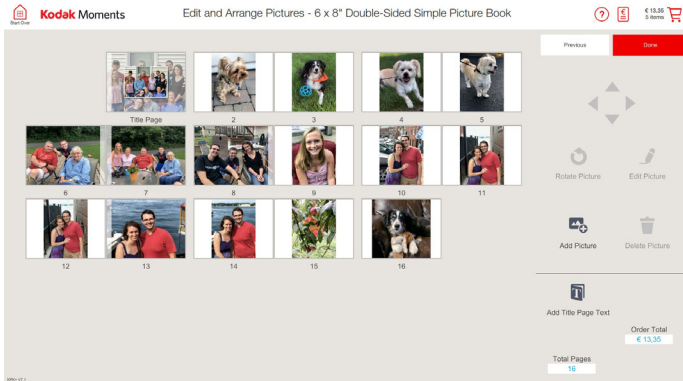 Start Over
Kodak Moments
Edit and Arrange Pictures - 6 x 8" Double-Sided Simple Picture Book
?
€
€ 13,35
5 items
Previous
Done
Title Page
2
3
4
5
Rotate Picture
Edit Picture
6
7
8
9
10
11
Add Picture
Delete Picture
12
13
14
15
16
T
Add Title Page Text
Order Total
€ 13,35
Total Pages
16